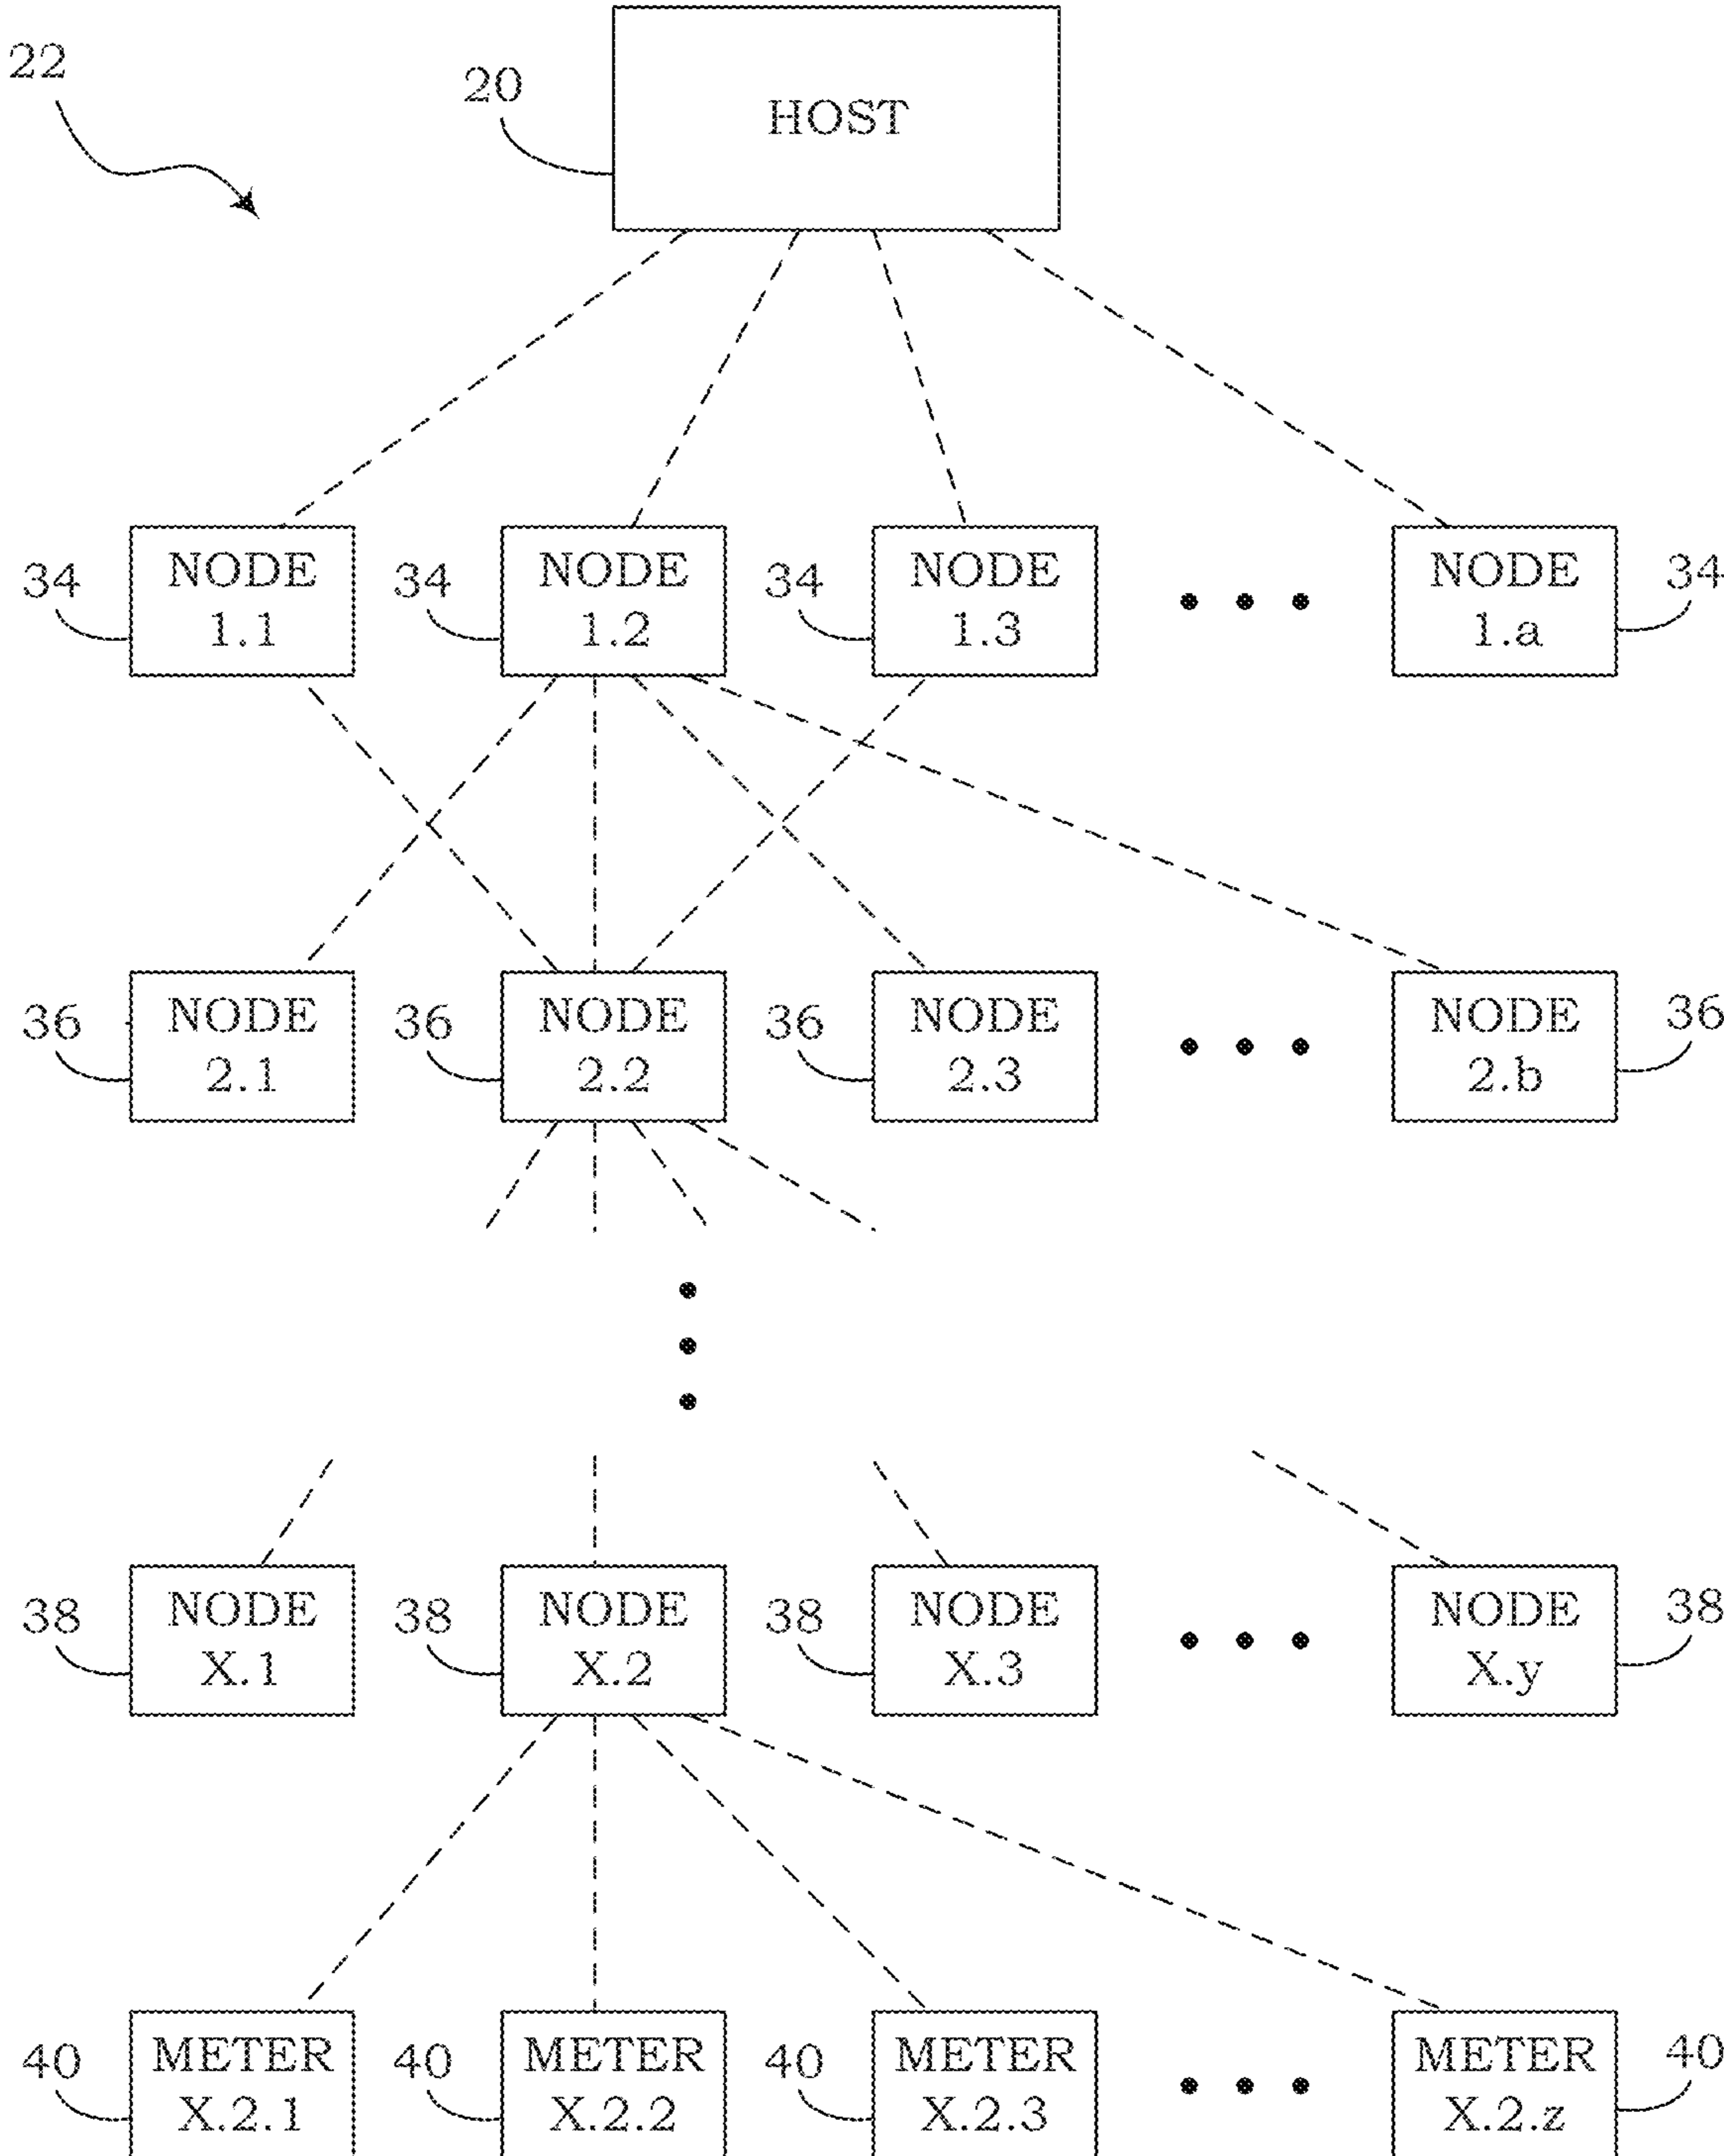 22
20
HOST
34
NODE
1.1
34
NODE
1.2
34
NODE
1.3
NODE
1.a
34
36
NODE
2.1
36
NODE
2.2
36
NODE
2.3
NODE
2.b
36
38
NODE
X.1
38
NODE
X.2
38
NODE
X.3
NODE
X.y
38
40
METER
X.2.1
40
METER
X.2.2
40
METER
X.2.3
METER
X.2.z
40